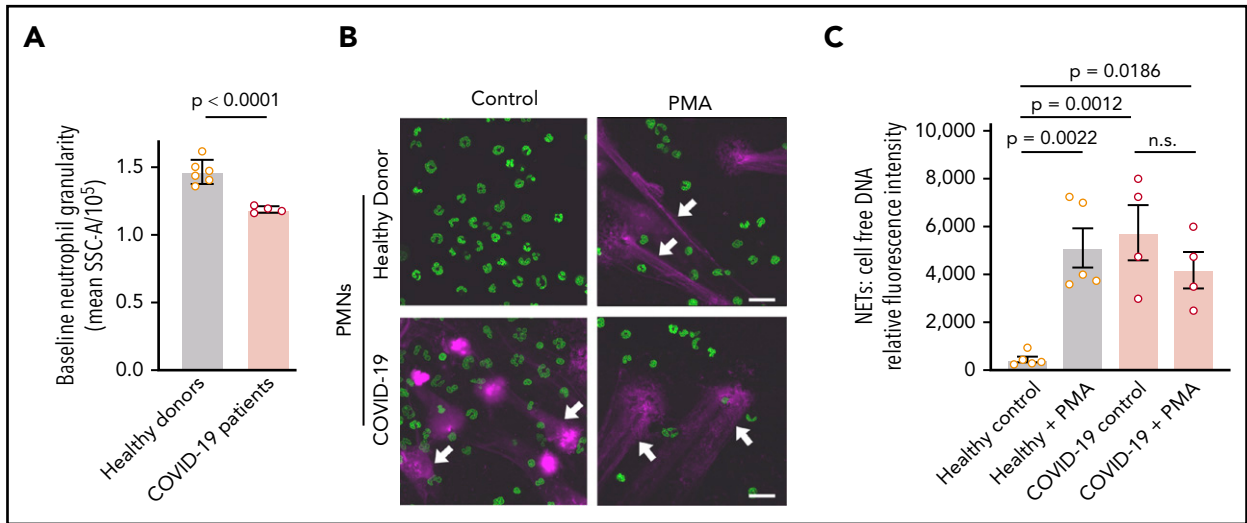 A
Baseline neutrophil granularity
(mean SSC-A/10⁵)
p < 0.0001
1.5
1.0
0.5
0.0
Healthy donors
COVID-19 patients
B
Control
PMA
PMNs
Healthy Donor
COVID-19
C
NETs: cell free DNA
relative fluorescence intensity
p = 0.0186
p = 0.0012
p = 0.0022
n.s.
10,000
8,000
6,000
4,000
2,000
0
Healthy control
Healthy + PMA
COVID-19 control
COVID-19 + PMA